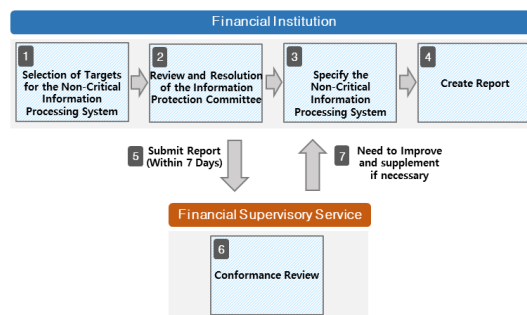 Financial Institution
1
Selection of Targets
for the Non-Critical
Information
Processing System
2
Review and Resolution
of the Information
Protection Committee
3
Specify the
Non-Critical
Information
Processing System
4
Create Report
5
Submit Report
(Within 7 Days)
7
Need to Improve
and supplement
if necessary
Financial Supervisory Service
6
Conformance Review